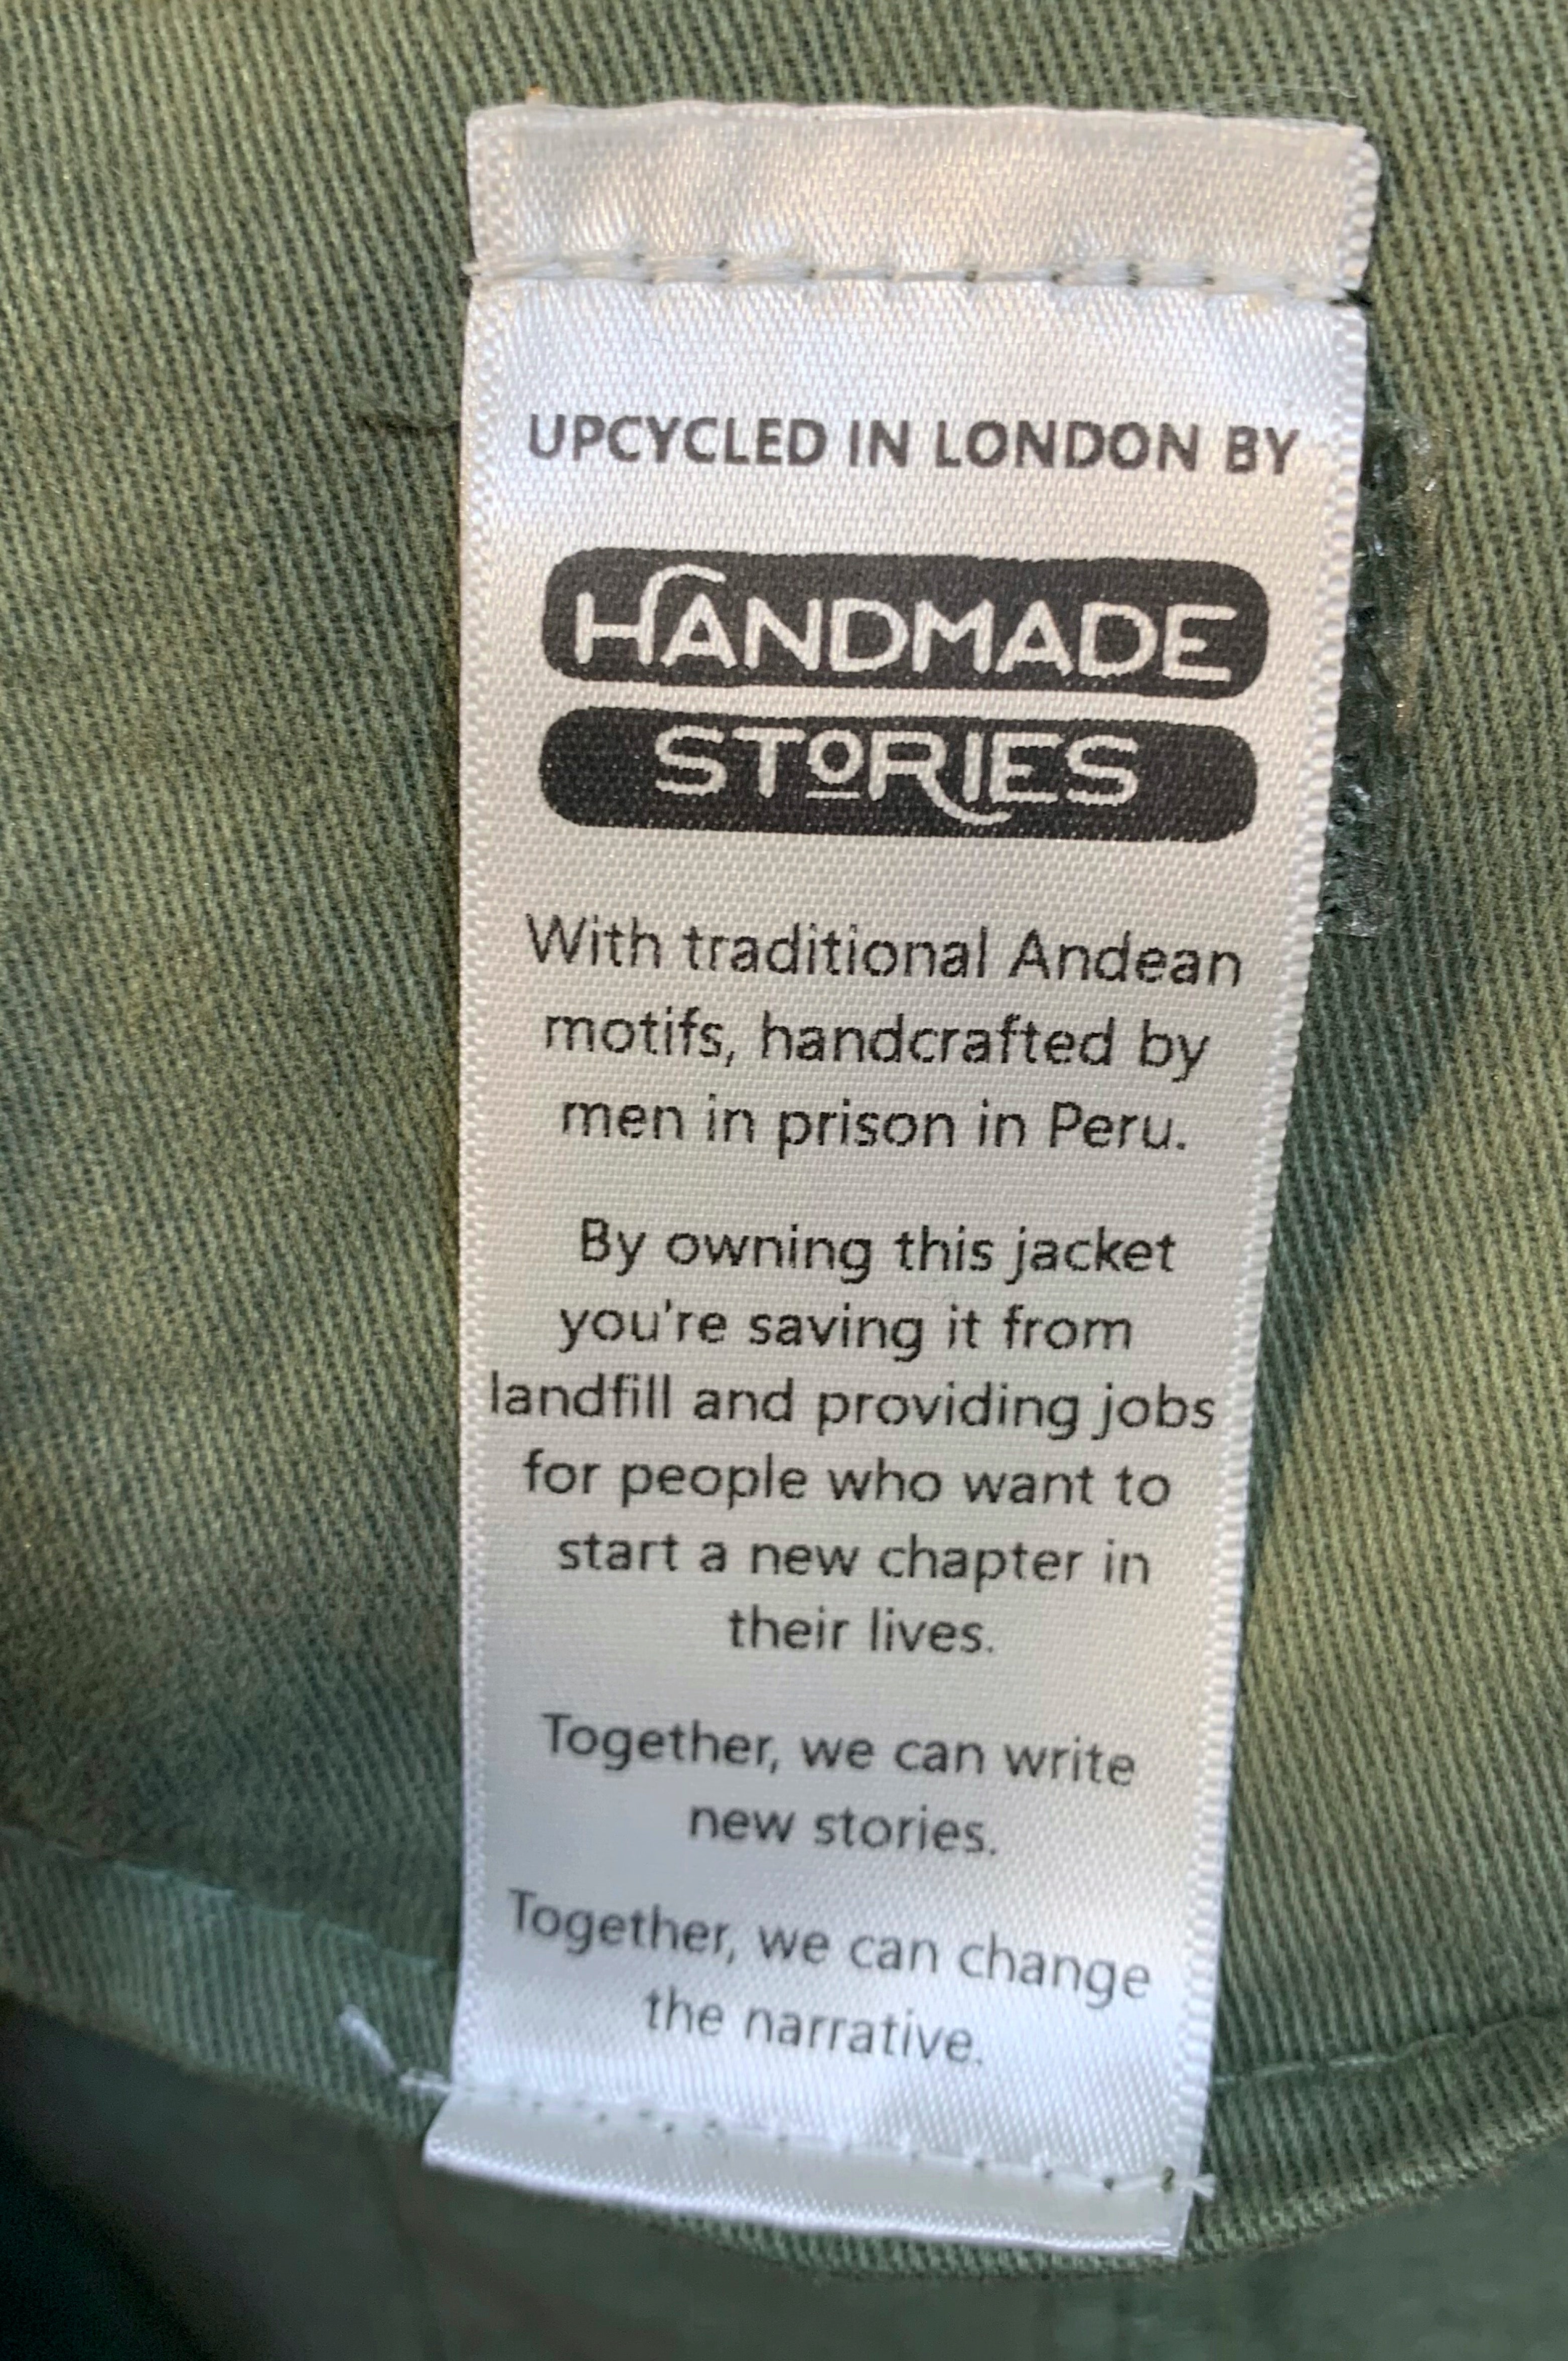 UPCYCLED IN LONDON BY
HANDMADE
STORIES
With traditional Andean
motifs, handcrafted by
men in prison in Peru.
By owning this jacket
you're saving it from
landfill and providing jobs
for people who want to
start a new chapter in
their lives.
Together, we can write
new stories.
Together, we can change
the narrative.